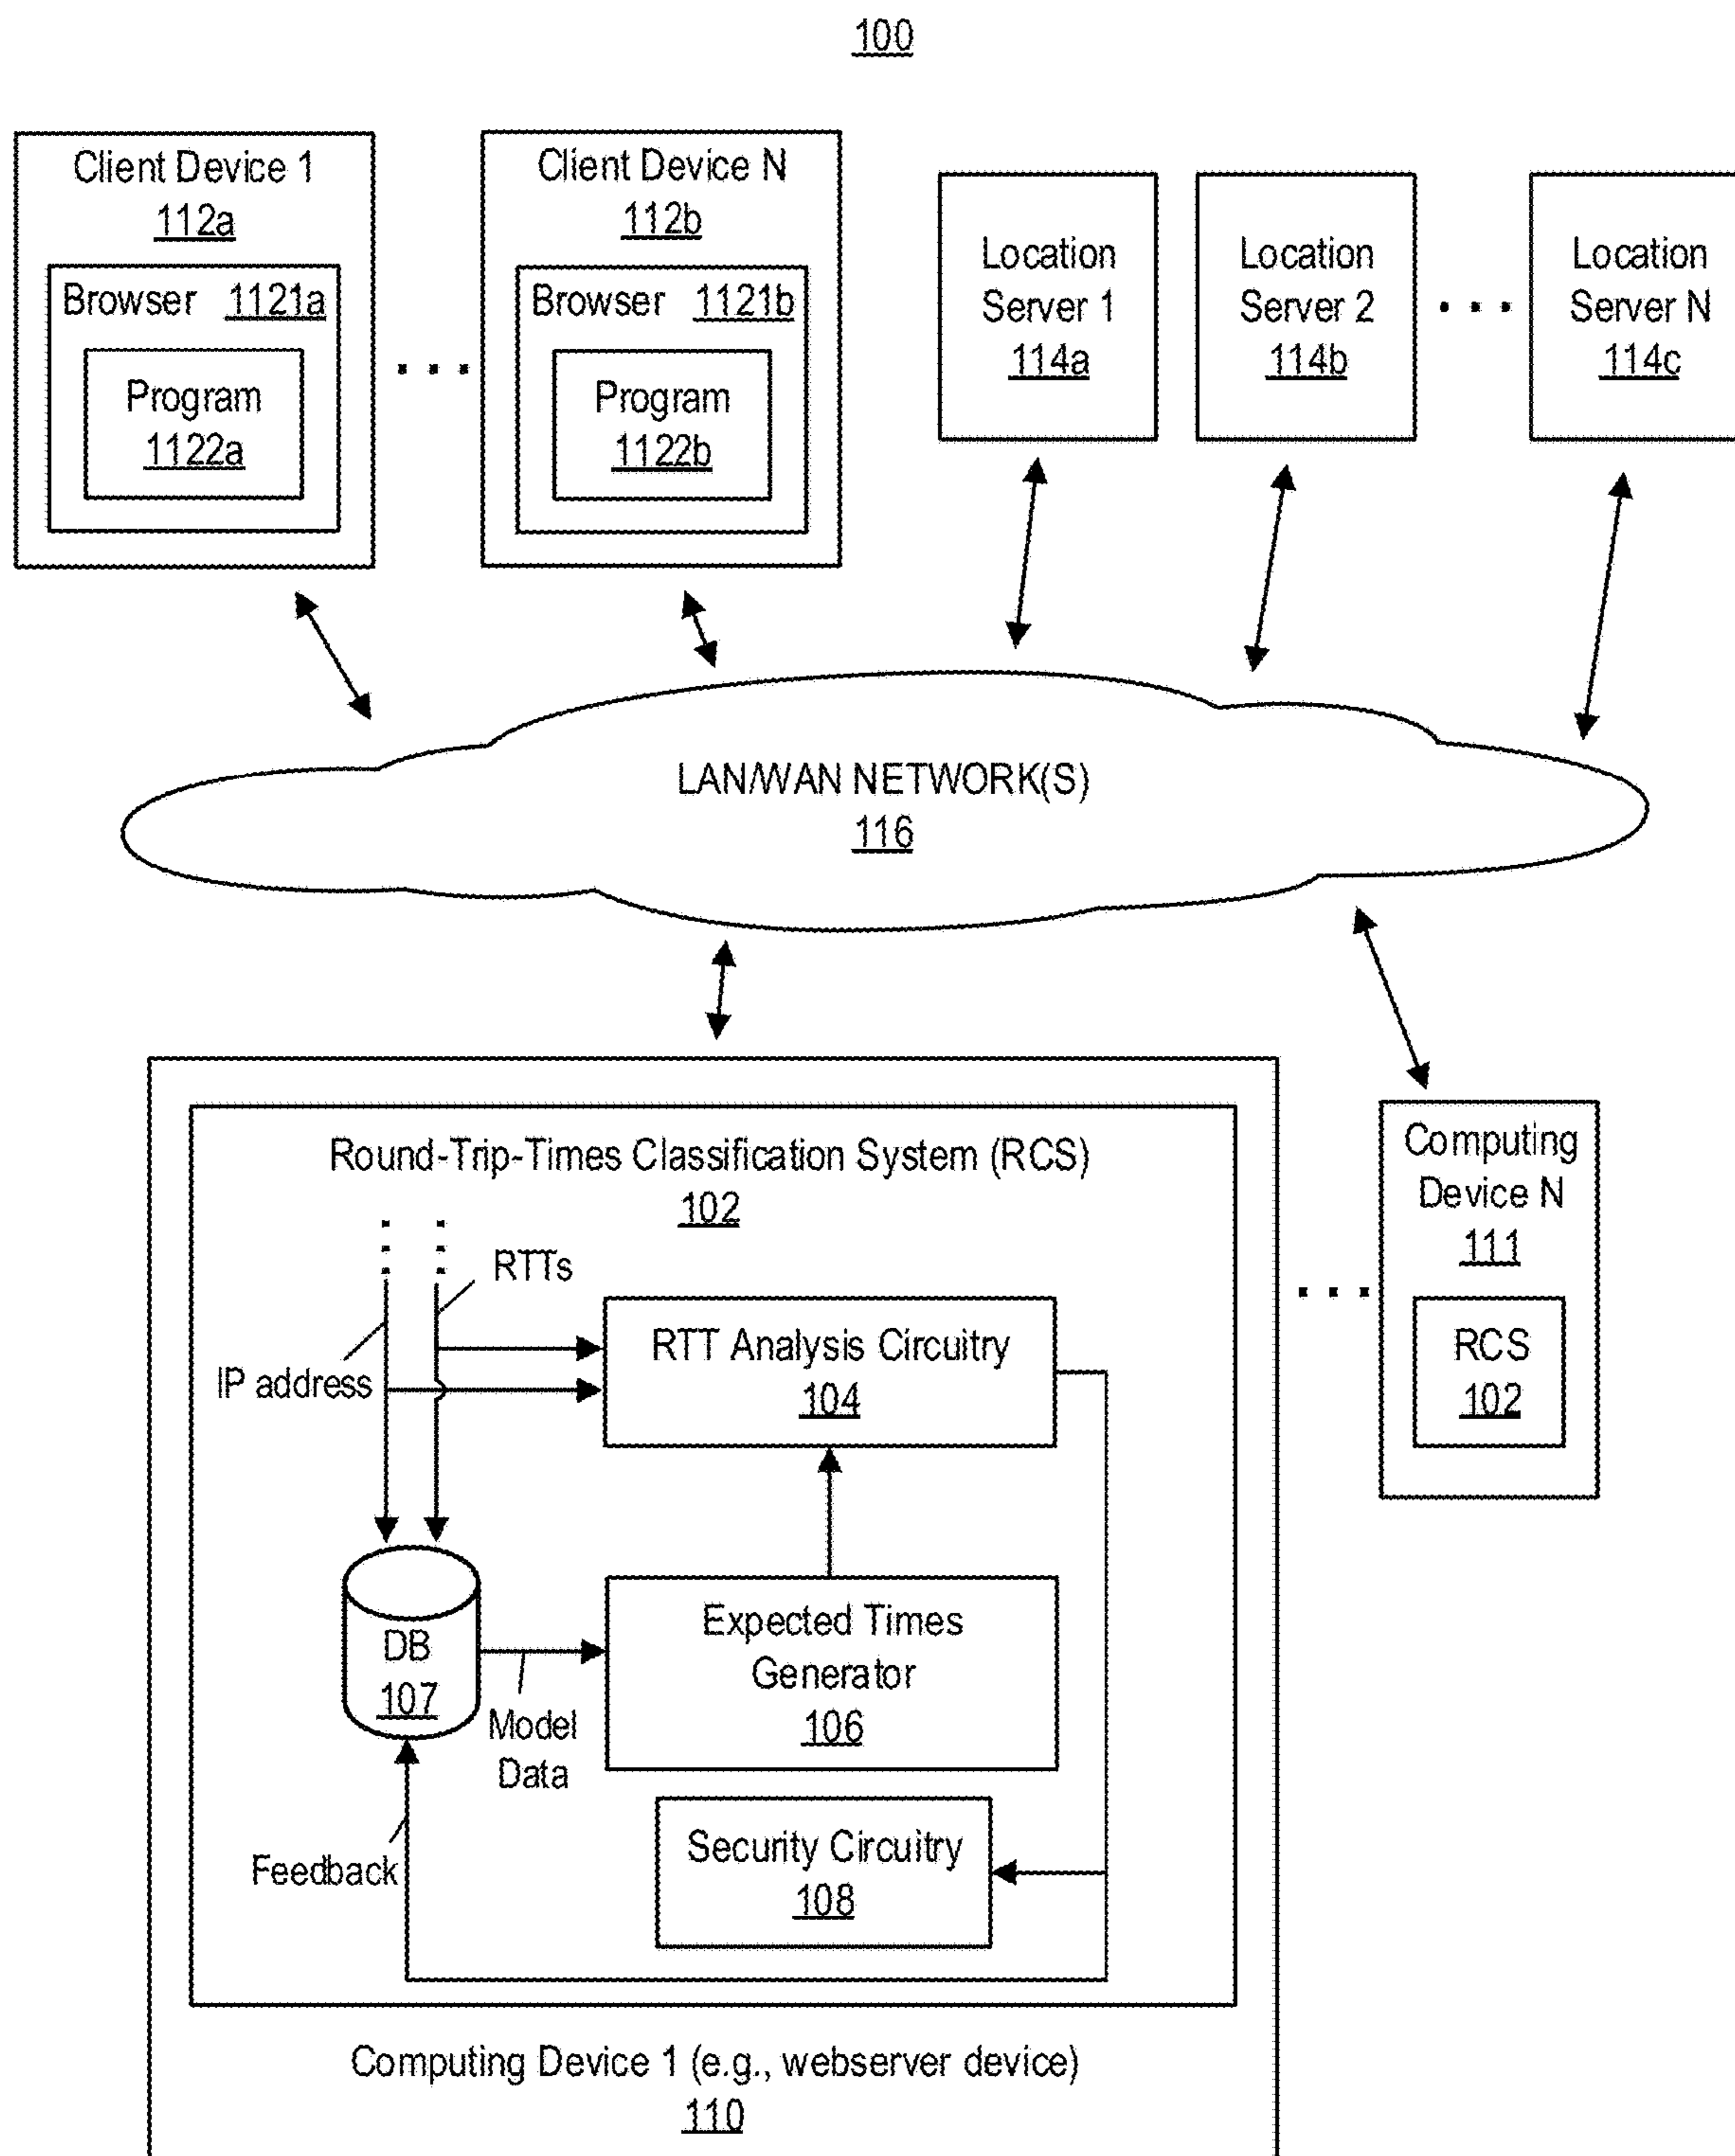 100
Client Device 1
112a
Browser 1121a
Program
1122a
Client Device N
112b
Browser 1121b
Program
1122b
Location
Server 1
114a
Location
Server 2
114b
Location
Server N
114c
LAN/WAN NETWORK(S)
116
Round-Trip-Times Classification System (RCS)
102
RTTs
IP address
RTT Analysis Circuitry
104
DB
107
Model
Data
Expected Times
Generator
106
Feedback
Security Circuitry
108
Computing Device 1 (e.g., webserver device)
110
Computing
Device N
111
RCS
102